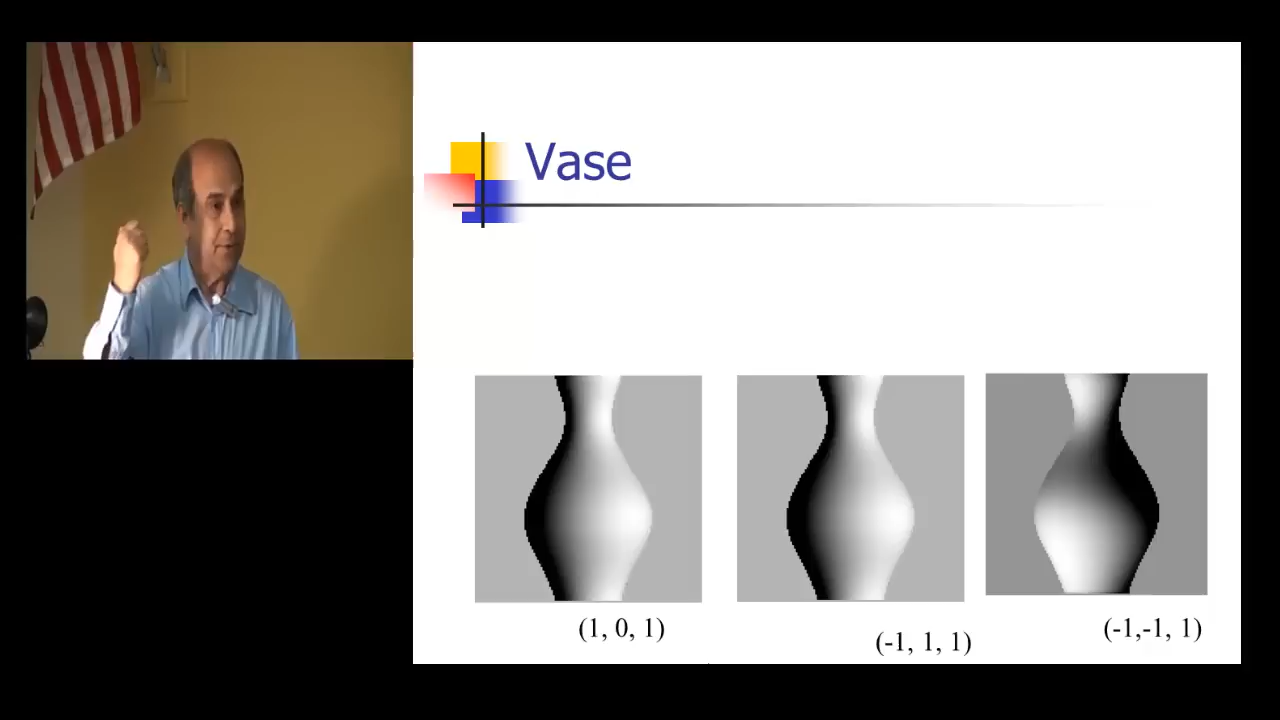 Vase
(1, 0, 1)
(-1, 1, 1)
(-1,-1, 1)